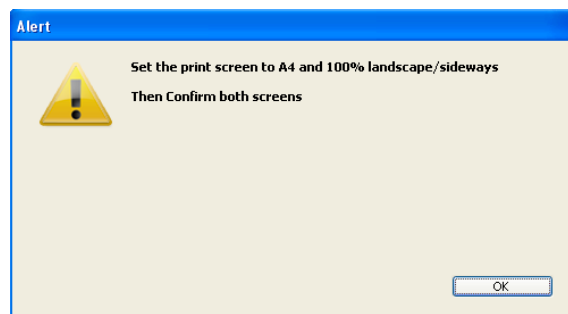 Alert
Set the print screen to A4 and 100% landscape/sideways
Then Confirm both screens
OK